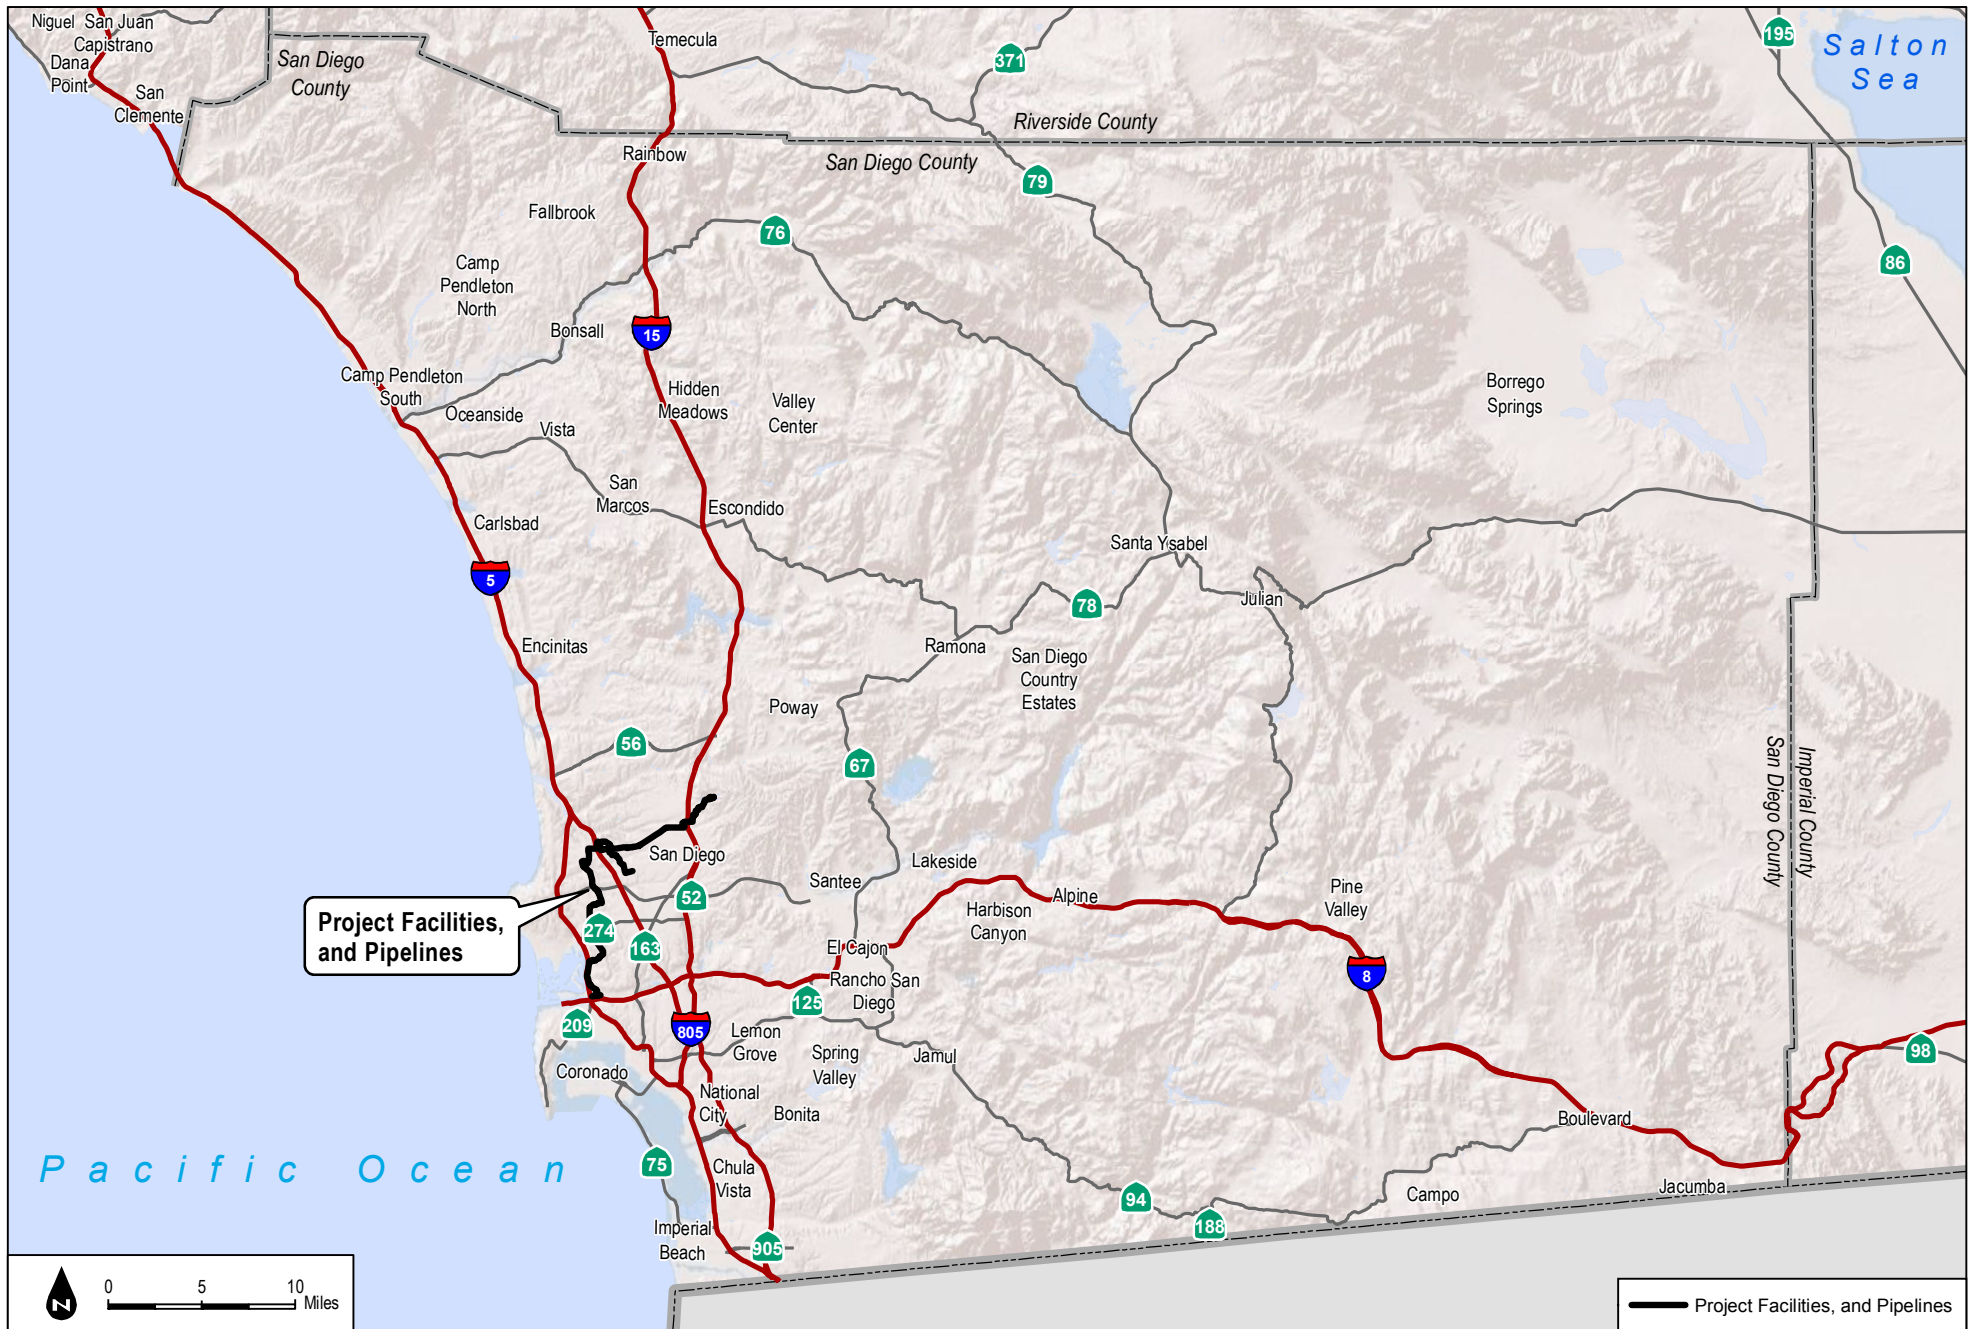 Niguel
San Juan
Capistrano
Dana
Point
San
Clemente
San Diego
County
Temecula
371
195
Salton
Sea
Riverside County
San Diego County
Rainbow
79
Fallbrook
76
86
Camp
Pendleton
North
Bonsall
15
Camp Pendleton
South
Oceanside
Hidden
Meadows
Valley
Center
Borrego
Springs
Vista
San
Marcos
Escondido
Carlsbad
Santa Ysabel
5
78
Julian
Encinitas
Ramona
San Diego
Country
Estates
Poway
56
67
San Diego County
Imperial County
San Diego
Lakeside
Santee
52
Alpine
Pine
Valley
Harbison
Canyon
Project Facilities,
and Pipelines
274
163
El Cajon
8
Rancho San
Diego
125
209
805
Lemon
Grove
Spring
Valley
Jamul
98
Coronado
National
City
Bonita
Boulevard
Pacific Ocean
75
Chula
Vista
94
188
Campo
Jacumba
Imperial
Beach
905
N
0 5 10
Miles
Project Facilities, and Pipelines